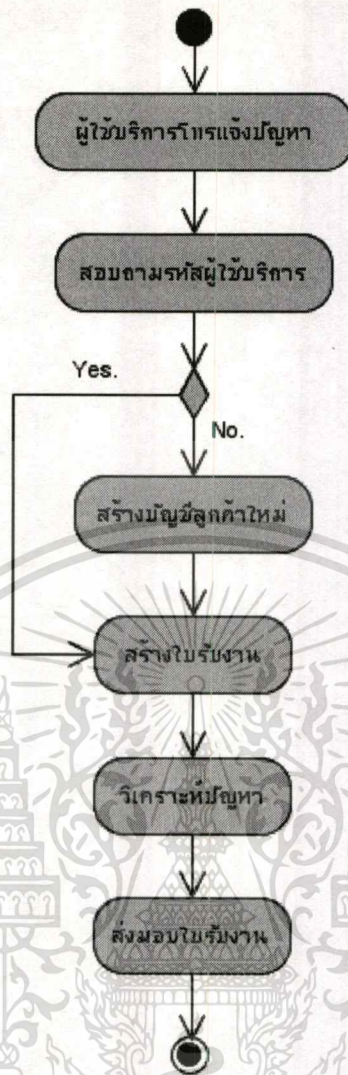 ผู้ใช้บริการโทรแจ้งปัญหา
สอบถามรหัสผู้ใช้บริการ
Yes.
No.
สร้างบัญชีลูกค้าใหม่
สร้างใบรับงาน
วิเคราะห์ปัญหา
ส่งมอบใบรับงาน